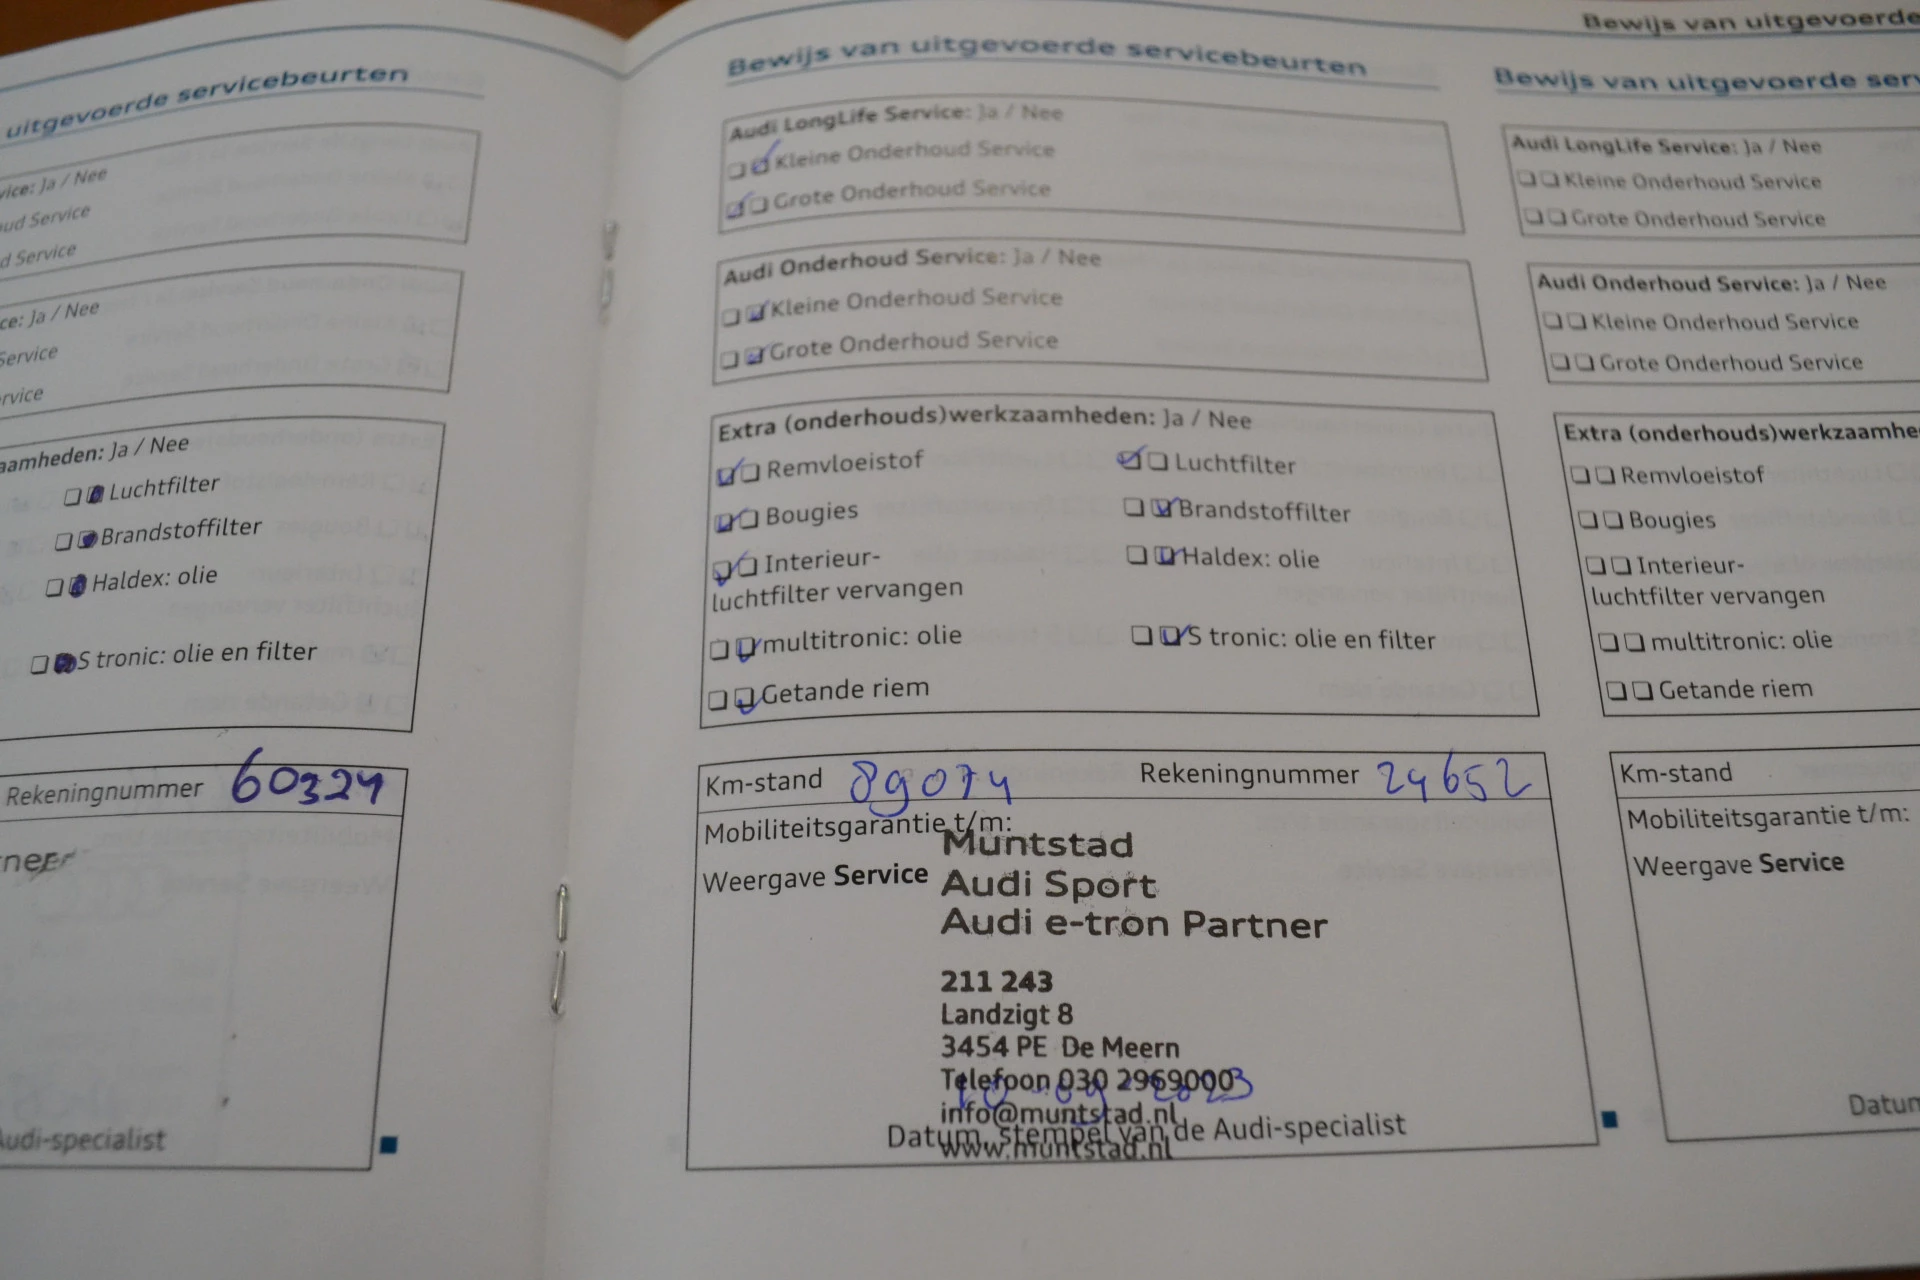 uitgevoerde servicebeurten
vice: Ja / Nee
oud Service
d Service
ce: Ja / Nee
Service
rvice
aamheden: Ja / Nee
Luchtfilter
Brandstoffilter
Haldex: olie
S tronic: olie en filter
Rekeningnummer 60324
tner
Audi-specialist
Bewijs van uitgevoerde servicebeurten
Audi LongLife Service: Ja / Nee
Kleine Onderhoud Service
Grote Onderhoud Service
Audi Onderhoud Service: Ja / Nee
Kleine Onderhoud Service
Grote Onderhoud Service
Extra (onderhouds)werkzaamheden: Ja / Nee
Remvloeistof Luchtfilter
Bougies Brandstoffilter
Interieur- Haldex: olie
luchtfilter vervangen
multitronic: olie S tronic: olie en filter
Getande riem
Km-stand 89074 Rekeningnummer 24652
Mobiliteitsgarantie t/m:
Weergave Service
Muntstad
Audi Sport
Audi e-tron Partner
211 243
Landzigt 8
3454 PE De Meern
Telefoon 030 2969000
10-09-2023
info@muntstad.nl
Datum, stempel van de Audi-specialist
www.muntstad.nl
Bewijs van uitgevoerde
Bewijs van uitgevoerde serv
Audi LongLife Service: Ja / Nee
Kleine Onderhoud Service
Grote Onderhoud Service
Audi Onderhoud Service: Ja / Nee
Kleine Onderhoud Service
Grote Onderhoud Service
Extra (onderhouds)werkzaamhe
Remvloeistof
Bougies
Interieur-
luchtfilter vervangen
multitronic: olie
Getande riem
Km-stand
Mobiliteitsgarantie t/m:
Weergave Service
Datum